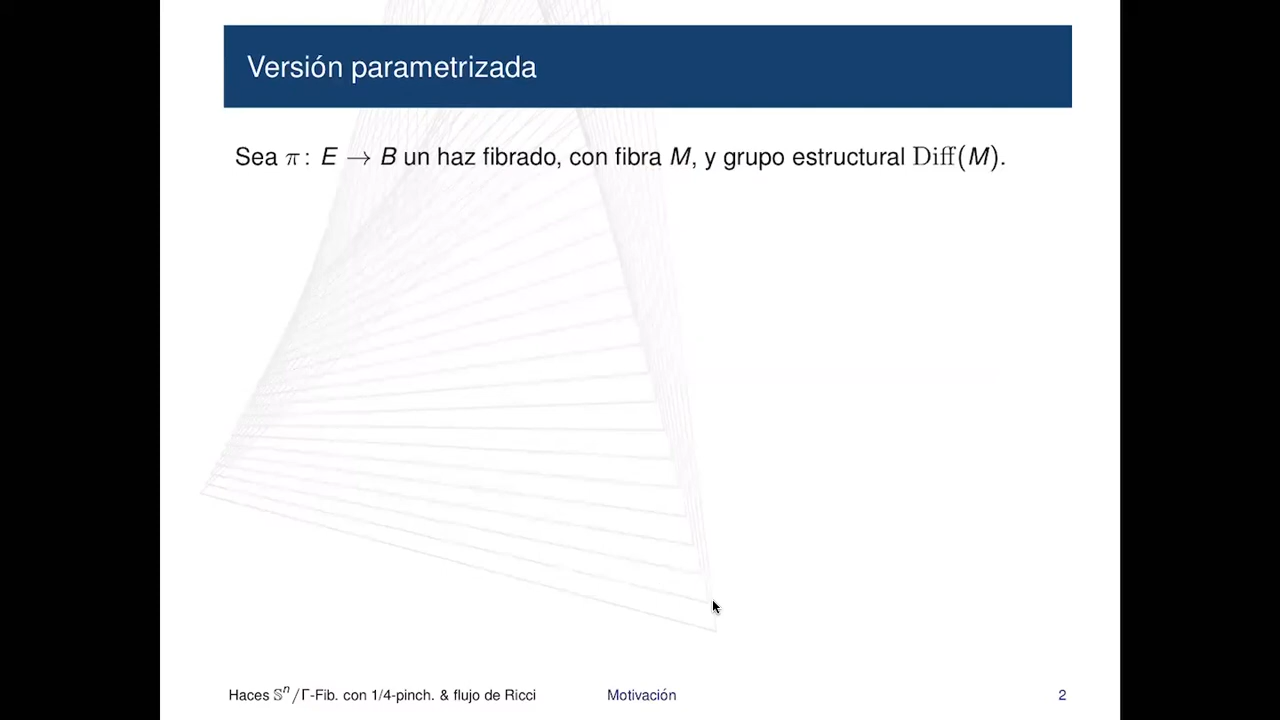 Versión parametrizada
Sea π: E → B un haz fibrado, con fibra M, y grupo estructural Diff(M).
Haces 𝕊ⁿ/Γ-Fib. con 1/4-pinch. & flujo de Ricci Motivación 2